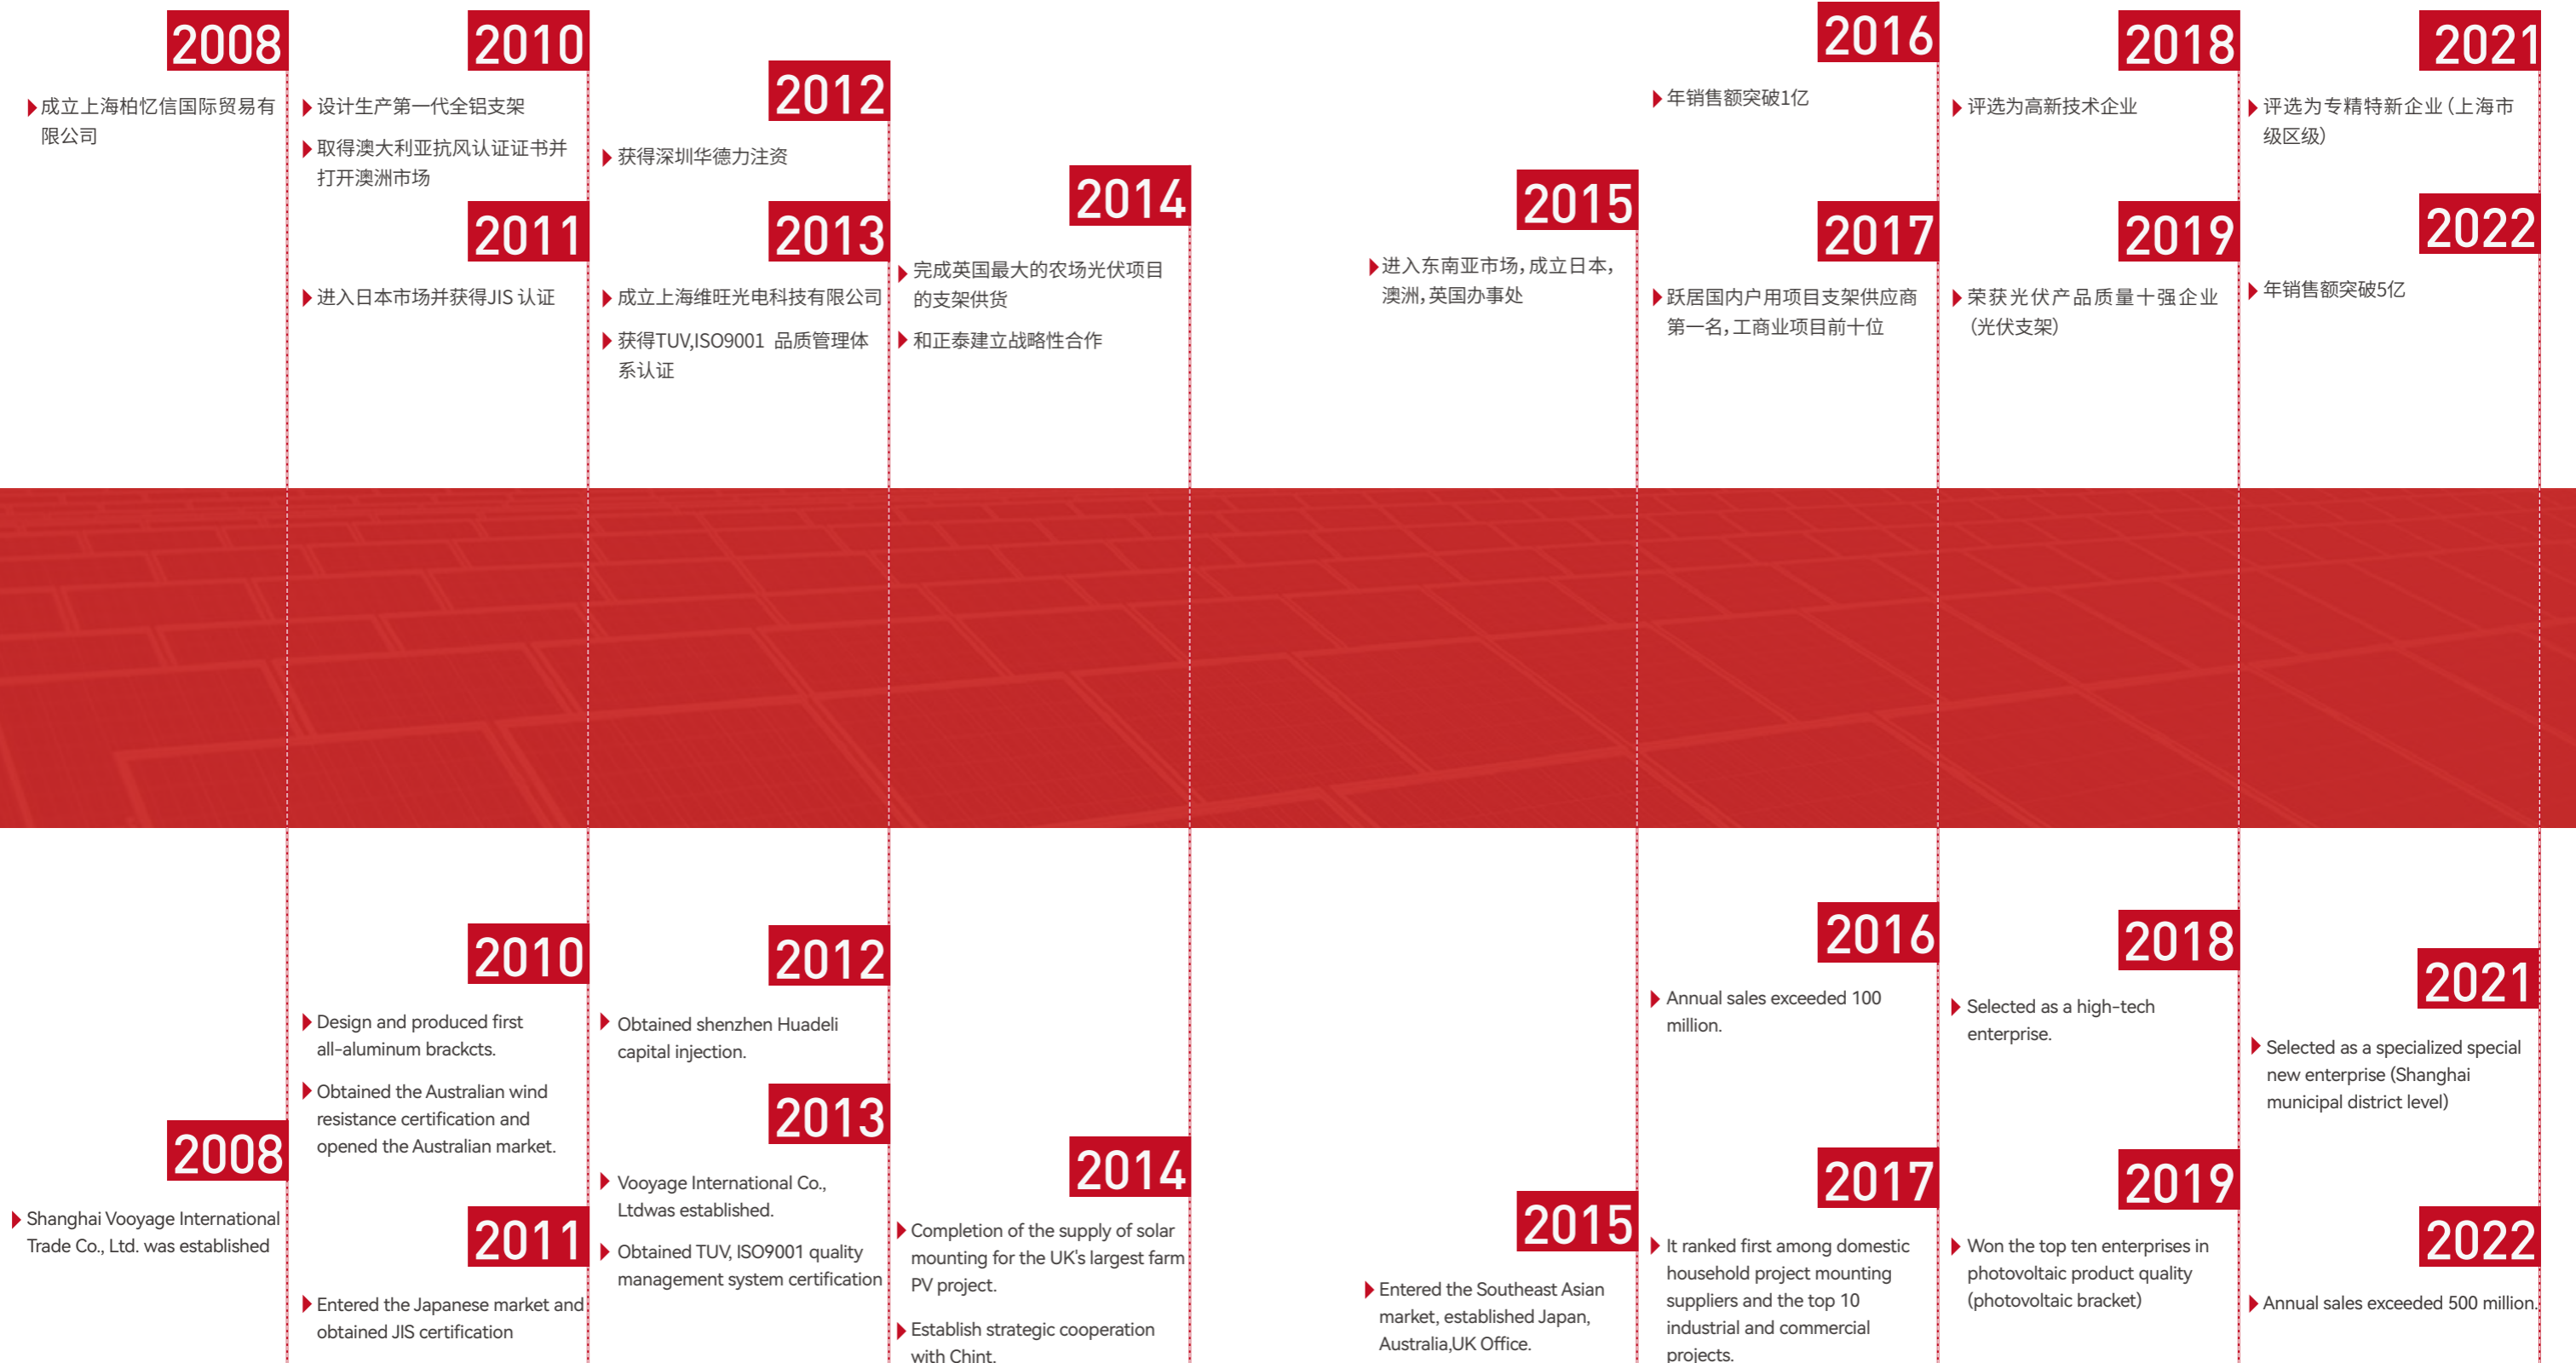 2008
成立上海柏忆信国际贸易有
限公司
2010
设计生产第一代全铝支架
取得澳大利亚抗风认证证书并
打开澳洲市场
2011
进入日本市场并获得JIS 认证
2012
获得深圳华德力注资
2013
成立上海维旺光电科技有限公司
获得TUV,ISO9001 品质管理体
系认证
2014
完成英国最大的农场光伏项目
的支架供货
和正泰建立战略性合作
2015
进入东南亚市场，成立日本，
澳洲，英国办事处
2016
年销售额突破1亿
2017
跃居国内户用项目支架供应商
第一名，工商业项目前十位
2018
评选为高新技术企业
2019
荣获光伏产品质量十强企业
（光伏支架）
2021
评选为专精特新企业（上海市
级区级）
2022
年销售额突破5亿
2008
Shanghai Vooyage International
Trade Co., Ltd. was established
2010
Design and produced first
all-aluminum brackcts.
Obtained the Australian wind
resistance certification and
opened the Australian market.
2011
Entered the Japanese market and
obtained JIS certification
2012
Obtained shenzhen Huadeli
capital injection.
2013
Vooyage International Co.,
Ltdwas established.
Obtained TUV, ISO9001 quality
management system certification
2014
Completion of the supply of solar
mounting for the UK's largest farm
PV project.
Establish strategic cooperation
with Chint.
2015
Entered the Southeast Asian
market, established Japan,
Australia,UK Office.
2016
Annual sales exceeded 100
million.
2017
It ranked first among domestic
household project mounting
suppliers and the top 10
industrial and commercial
projects.
2018
Selected as a high-tech
enterprise.
2019
Won the top ten enterprises in
photovoltaic product quality
(photovoltaic bracket)
2021
Selected as a specialized special
new enterprise (Shanghai
municipal district level)
2022
Annual sales exceeded 500 million.